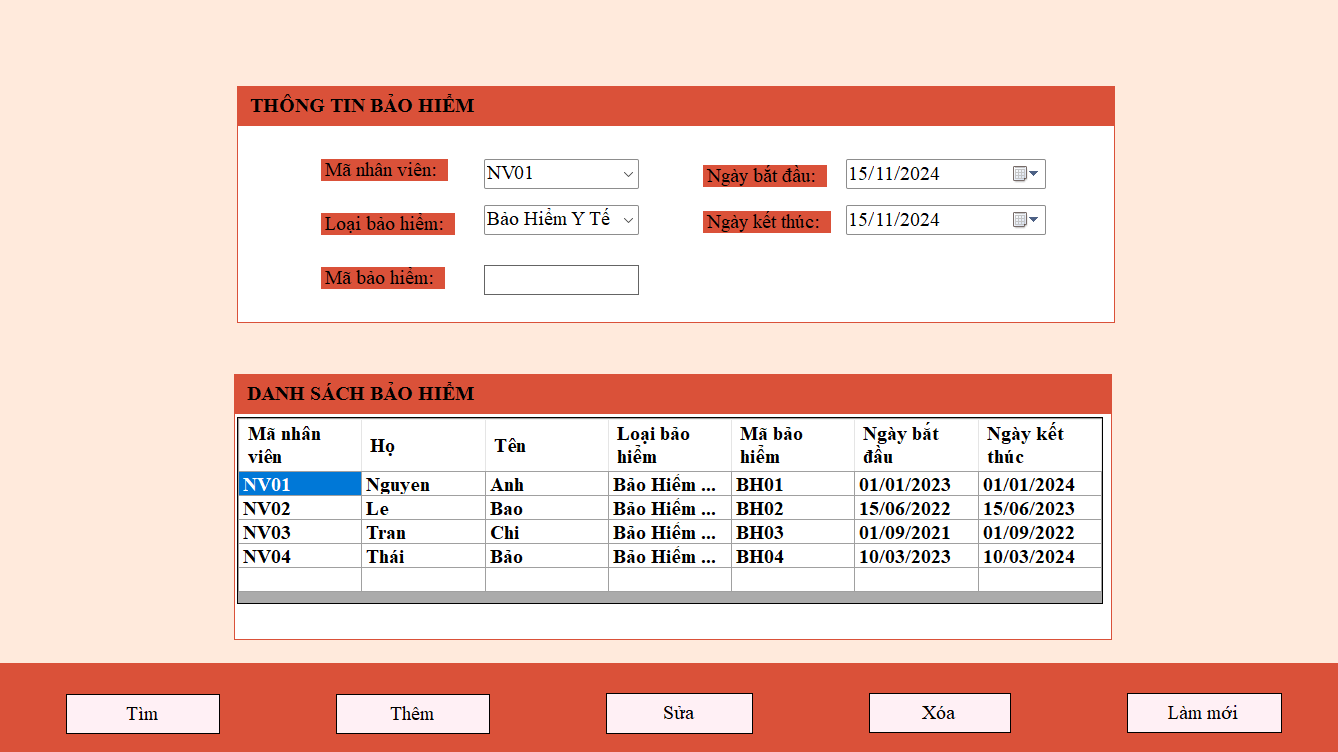 THÔNG TIN BẢO HIỂM
Mã nhân viên: NV01 Ngày bắt đầu: 15/11/2024
Loại bảo hiểm: Bảo Hiểm Y Tế Ngày kết thúc: 15/11/2024
Mã bảo hiểm:
DANH SÁCH BẢO HIỂM
Mã nhân viên Họ Tên Loại bảo hiểm Mã bảo hiểm Ngày bắt đầu Ngày kết thúc
NV01 Nguyen Anh Bảo Hiểm ... BH01 01/01/2023 01/01/2024
NV02 Le Bao Bảo Hiểm ... BH02 15/06/2022 15/06/2023
NV03 Tran Chi Bảo Hiểm ... BH03 01/09/2021 01/09/2022
NV04 Thái Bảo Bảo Hiểm ... BH04 10/03/2023 10/03/2024
Tìm Thêm Sửa Xóa Làm mới